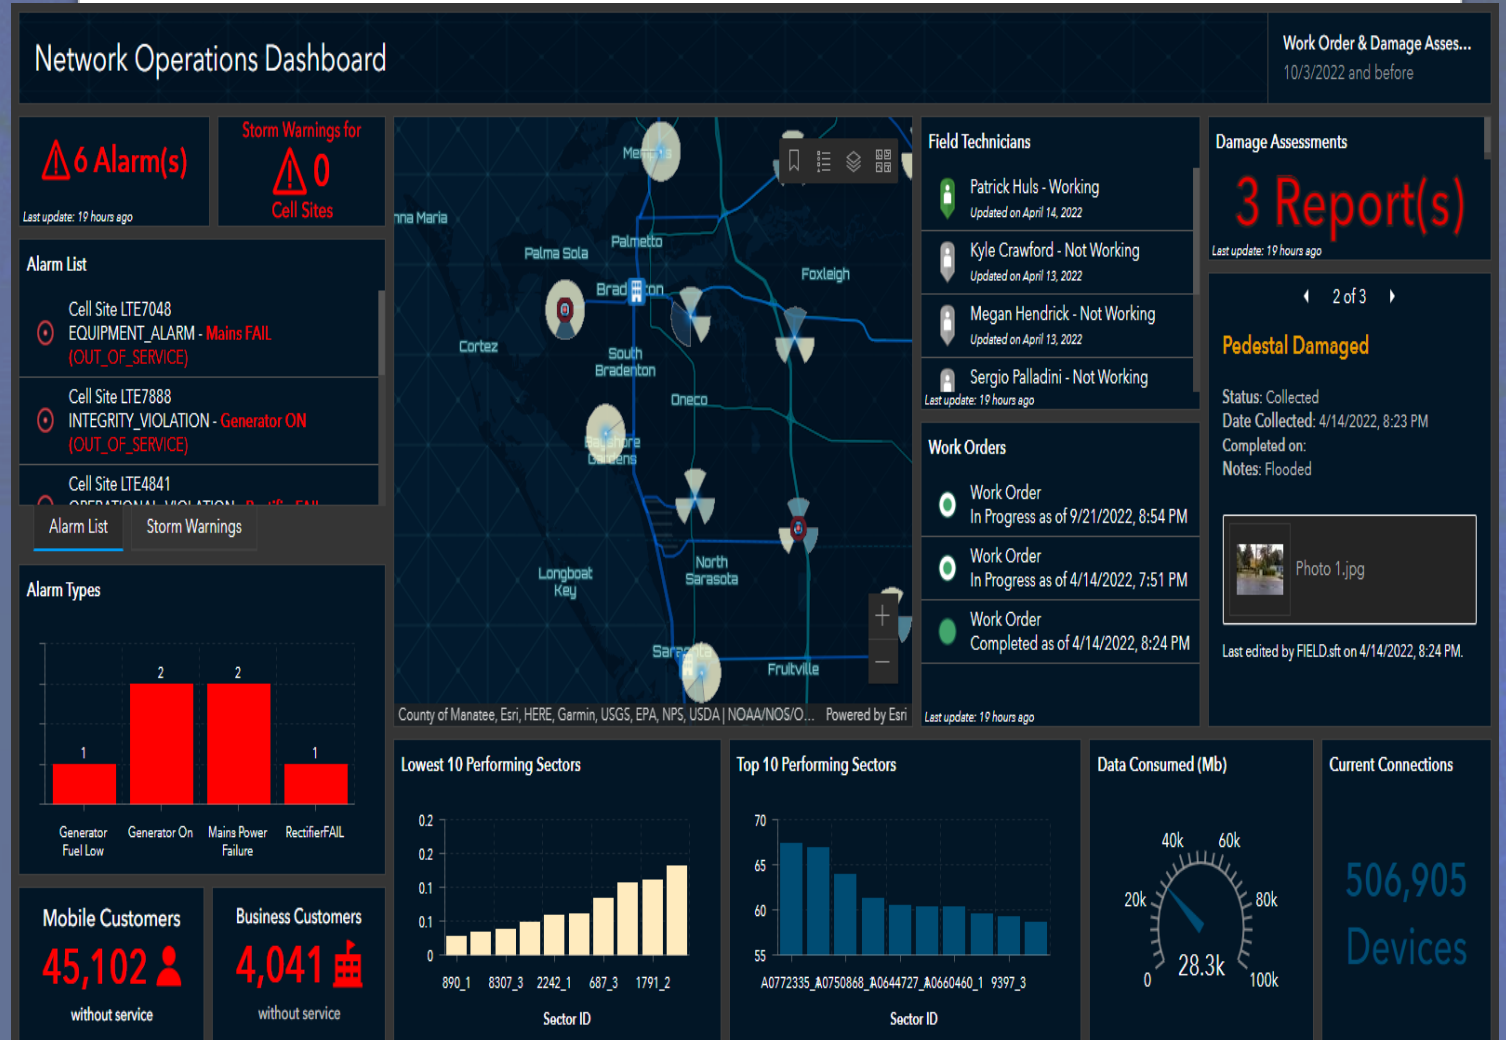 Network Operations Dashboard
Work Order & Damage Asses...
10/3/2022 and before
6 Alarm(s)
Last update: 19 hours ago
Storm Warnings for
0
Cell Sites
Alarm List
Cell Site LTE7048
EQUIPMENT_ALARM - Mains FAIL
(OUT_OF_SERVICE)
Cell Site LTE7888
INTEGRITY_VIOLATION - Generator ON
(OUT_OF_SERVICE)
Cell Site LTE4841
OPERATIONAL_VIOLATION - Rectifier FAIL
Alarm List
Storm Warnings
Alarm Types
2
2
1
1
Generator
Fuel Low
Generator On
Mains Power
Failure
RectifierFAIL
Mobile Customers
45,102
without service
Business Customers
4,041
without service
Memphis
nna Maria
Palmetto
Palma Sola
Foxleigh
Bradenton
Cortez
South
Bradenton
Oneco
Bayshore
Gardens
North
Sarasota
Longboat
Key
Sarasota
Fruitville
+
−
County of Manatee, Esri, HERE, Garmin, USGS, EPA, NPS, USDA | NOAA/NOS/O...
Powered by Esri
Field Technicians
Patrick Huls - Working
Updated on April 14, 2022
Kyle Crawford - Not Working
Updated on April 13, 2022
Megan Hendrick - Not Working
Updated on April 13, 2022
Sergio Palladini - Not Working
Last update: 19 hours ago
Work Orders
Work Order
In Progress as of 9/21/2022, 8:54 PM
Work Order
In Progress as of 4/14/2022, 7:51 PM
Work Order
Completed as of 4/14/2022, 8:24 PM
Last update: 19 hours ago
Damage Assessments
3 Report(s)
Last update: 19 hours ago
2 of 3
Pedestal Damaged
Status: Collected
Date Collected: 4/14/2022, 8:23 PM
Completed on:
Notes: Flooded
Photo 1.jpg
Last edited by FIELD.sft on 4/14/2022, 8:24 PM.
Lowest 10 Performing Sectors
0.2
0.2
0.1
0.1
0
890_1
8307_3
2242_1
687_3
1791_2
Sector ID
Top 10 Performing Sectors
70
65
60
55
A0772335_
A0750868_
A0644727_
A0660460_1
9397_3
Sector ID
Data Consumed (Mb)
40k
60k
20k
80k
28.3k
0
100k
Current Connections
506,905
Devices